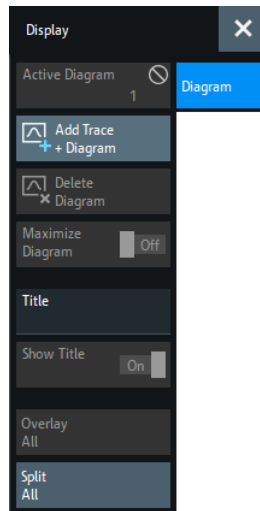 Display
Active Diagram
1
Diagram
Add Trace
+ Diagram
Delete
Diagram
Maximize
Diagram
Off
Title
Show Title
On
Overlay
All
Split
All